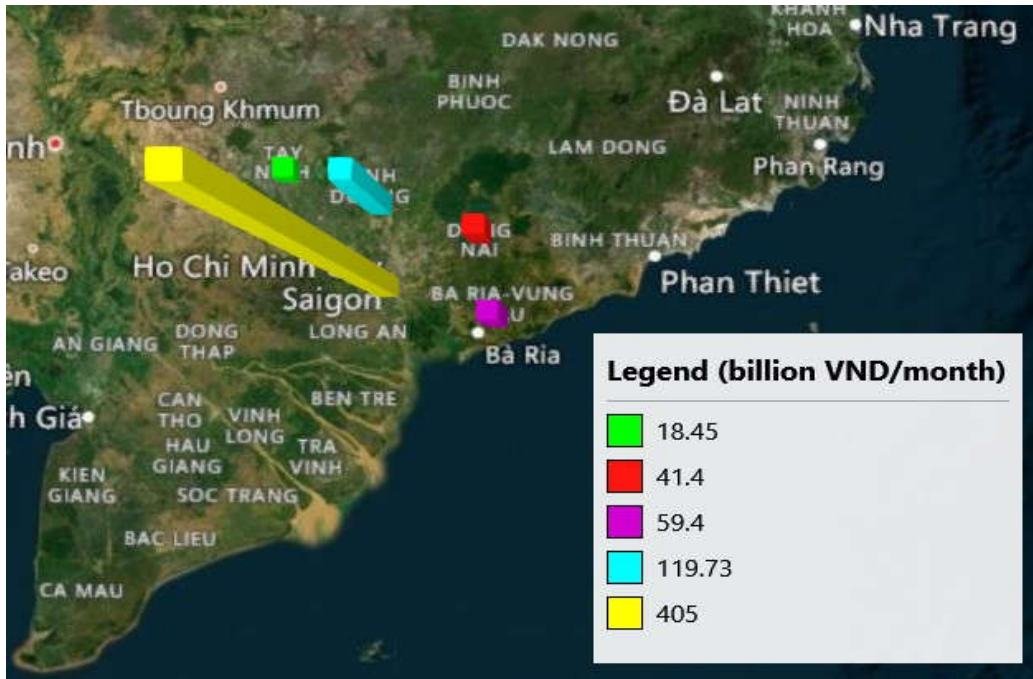 KHANH
HOA
Nha Trang
DAK NONG
BINH
PHUOC
Đà Lat
NINH
THUAN
Tboung Khmum
LAM DONG
Phan Rang
nh
TAY
BINH THUAN
NAI
Takeo
Ho Chi Minh
Saigon
BA RIA-VUNG
Phan Thiet
AN GIANG
DONG
THAP
LONG AN
Bà Ria
CAN
THO
VINH
LONG
BEN TRE
h Giá
HAU
GIANG
TRA
VINH
KIEN
GIANG
SOC TRANG
BAC LIEU
CA MAU
Legend (billion VND/month)
18.45
41.4
59.4
119.73
405